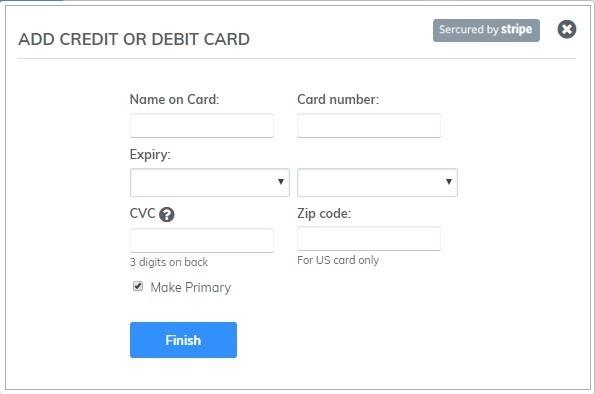 Sercured by stripe
ADD CREDIT OR DEBIT CARD
Name on Card: Card number:
Expiry:
CVC ? Zip code:
3 digits on back For US card only
Make Primary
Finish